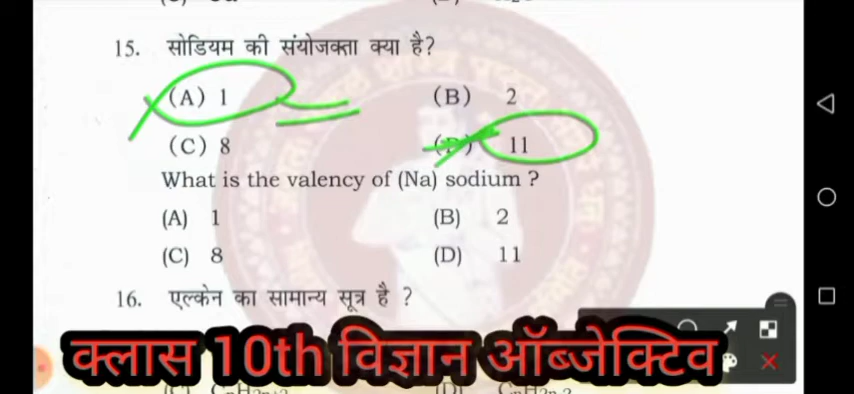 15. सोडियम की संयोजकता क्या है?
(A) 1 (B) 2
(C) 8 (D) 11
What is the valency of (Na) sodium ?
(A) 1 (B) 2
(C) 8 (D) 11
16. एल्केन का सामान्य सूत्र है ?
क्लास 10th विज्ञान ऑब्जेक्टिव